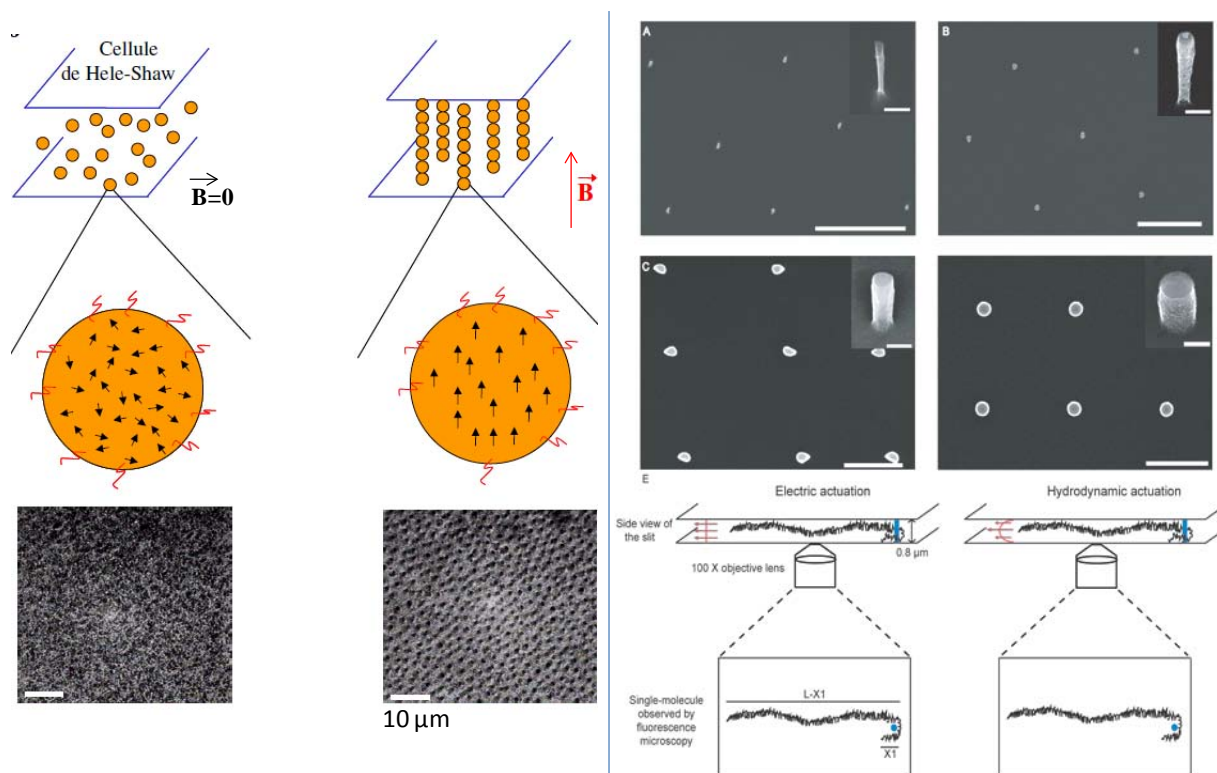 Cellule
de Hele-Shaw
B=0
B
10 µm
A
B
C
E
Electric actuation
Hydrodynamic actuation
Side view of
the slit
0.8 µm
100 X objective lens
L-X1
Single-molecule
observed by
fluorescence
microscopy
X1